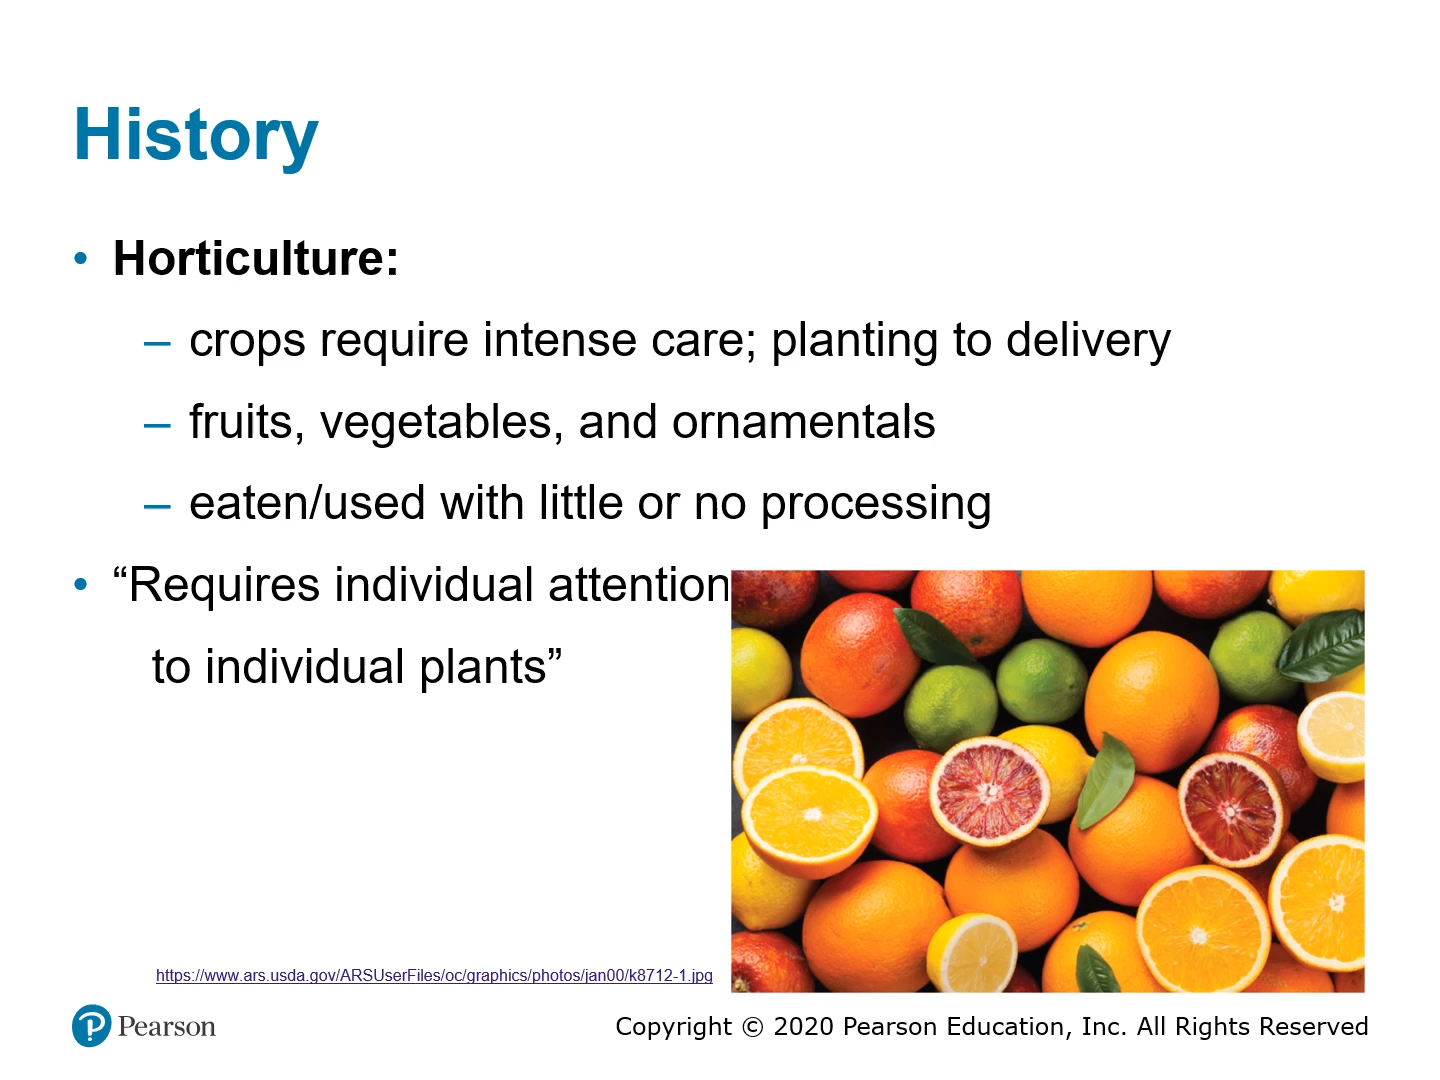 History
• Horticulture:
– crops require intense care; planting to delivery
– fruits, vegetables, and ornamentals
– eaten/used with little or no processing
• “Requires individual attention
to individual plants”
https://www.ars.usda.gov/ARSUserFiles/oc/graphics/photos/jan00/k8712-1.jpg
Pearson
Copyright © 2020 Pearson Education, Inc. All Rights Reserved